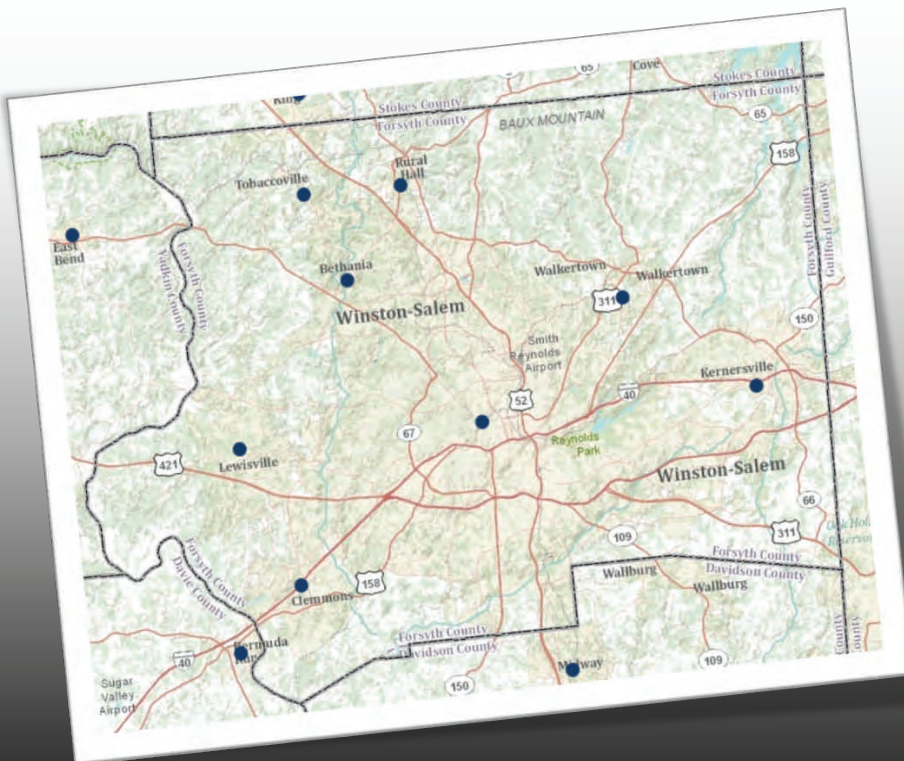 65
Cove
Stokes County
Forsyth County
King
Stokes County
Forsyth County
BAUX MOUNTAIN
65
158
Rural
Hall
Tobaccoville
East
Bend
Forsyth County
Yadkin County
Forsyth County
Guilford County
Bethania
Walkertown
Walkertown
311
Winston-Salem
150
Smith
Reynolds
Airport
Kernersville
40
52
67
Reynolds
Park
421
Lewisville
Winston-Salem
66
109
311
Forsyth County
Davidson County
Forsyth County
Davie County
158
Clemmons
Wallburg
Wallburg
Forsyth County
Davidson County
Bermuda
40
Midway
109
150
Sugar
Valley
Airport
County
County